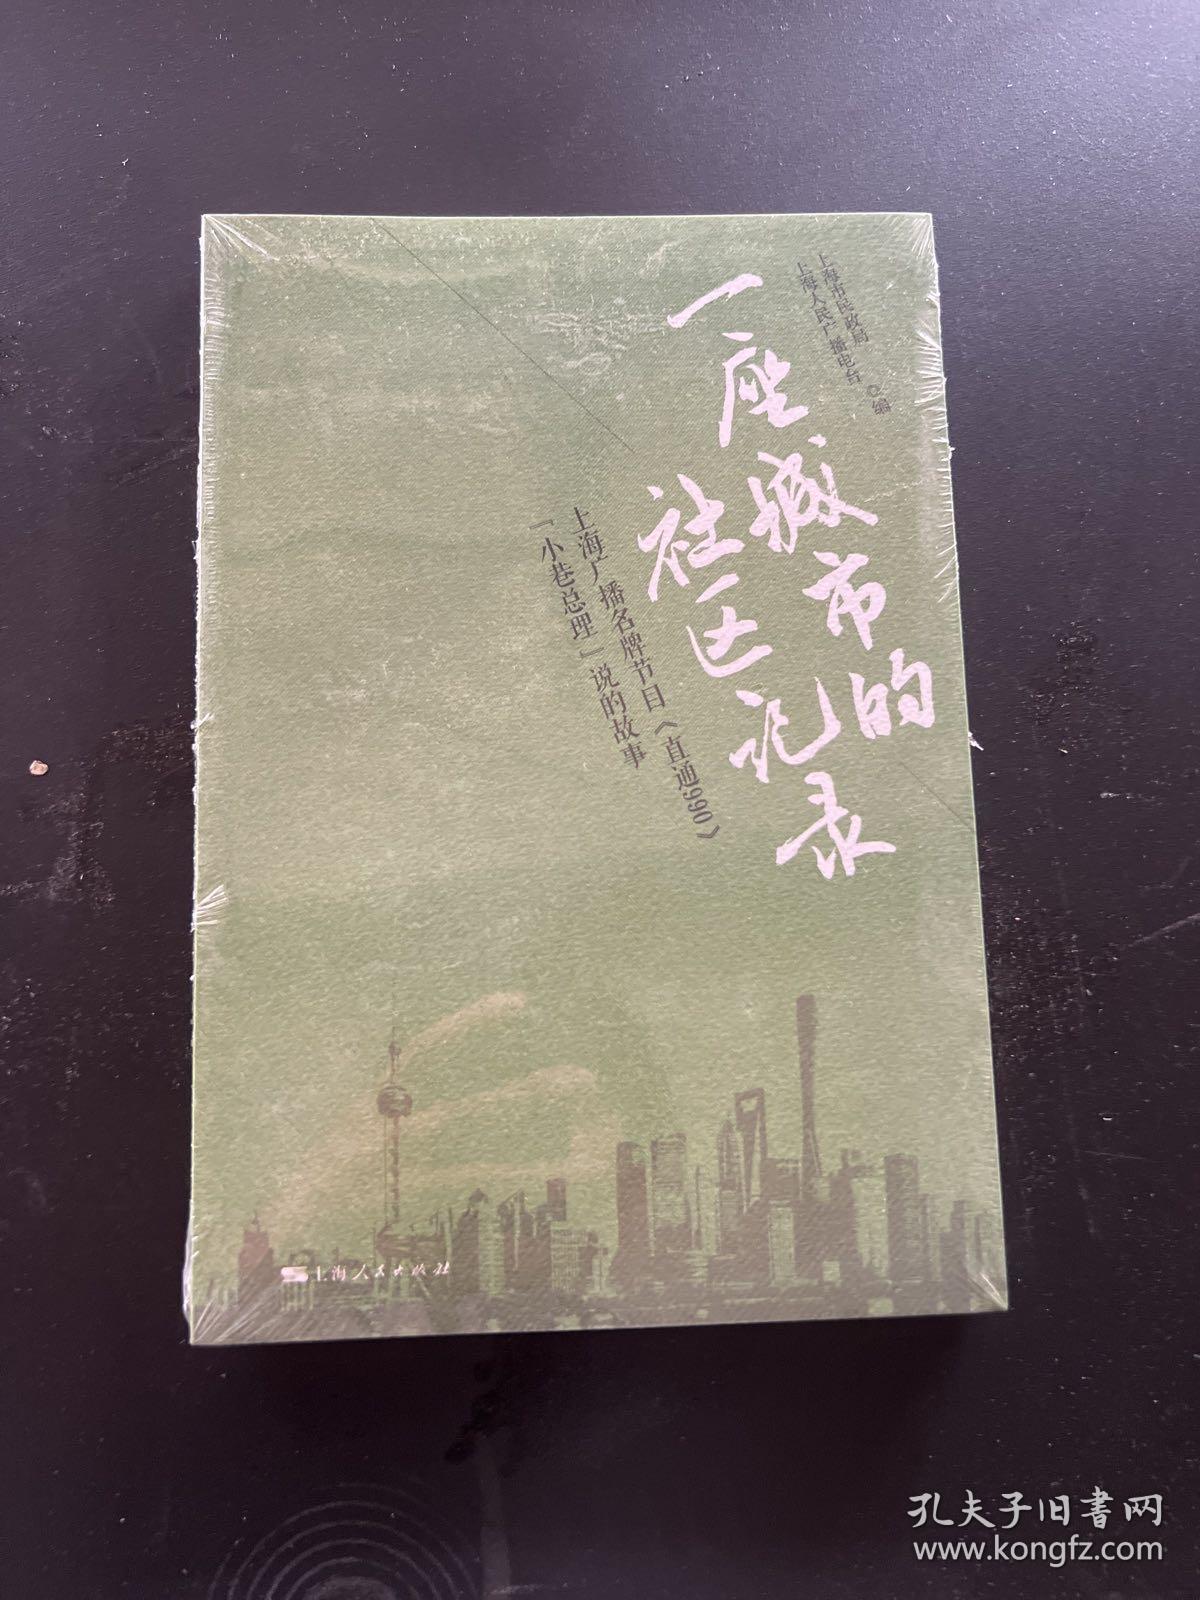 上海市民政局
上海人民广播电台
编
一座城市的
社区记录
上海广播名牌节目《直通990》
『小巷总理』说的故事
上海人民出版社
孔夫子旧书网
www.kongfz.com